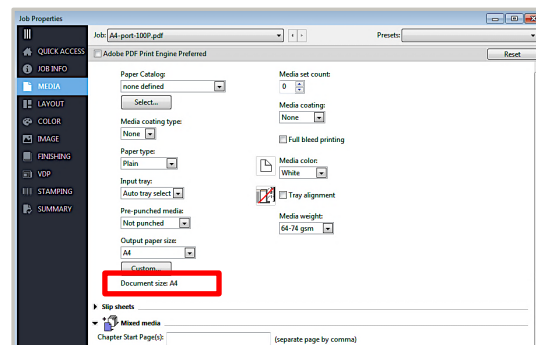 Job Properties
Job: A4-port-100P.pdf Presets:
Adobe PDF Print Engine Preferred Reset
QUICK ACCESS
JOB INFO
MEDIA
LAYOUT
COLOR
IMAGE
FINISHING
VDP
STAMPING
SUMMARY
Paper Catalog:
none defined
Select...
Media coating type:
None
Paper type:
Plain
Input tray:
Auto tray select
Pre-punched media:
Not punched
Output paper size:
A4
Custom...
Document size: A4
Media set count:
0
Media coating:
None
Full bleed printing
Media color:
White
Tray alignment
Media weight:
64-74 gsm
Slip sheets
Mixed media
Chapter Start Page(s): (separate page by comma)